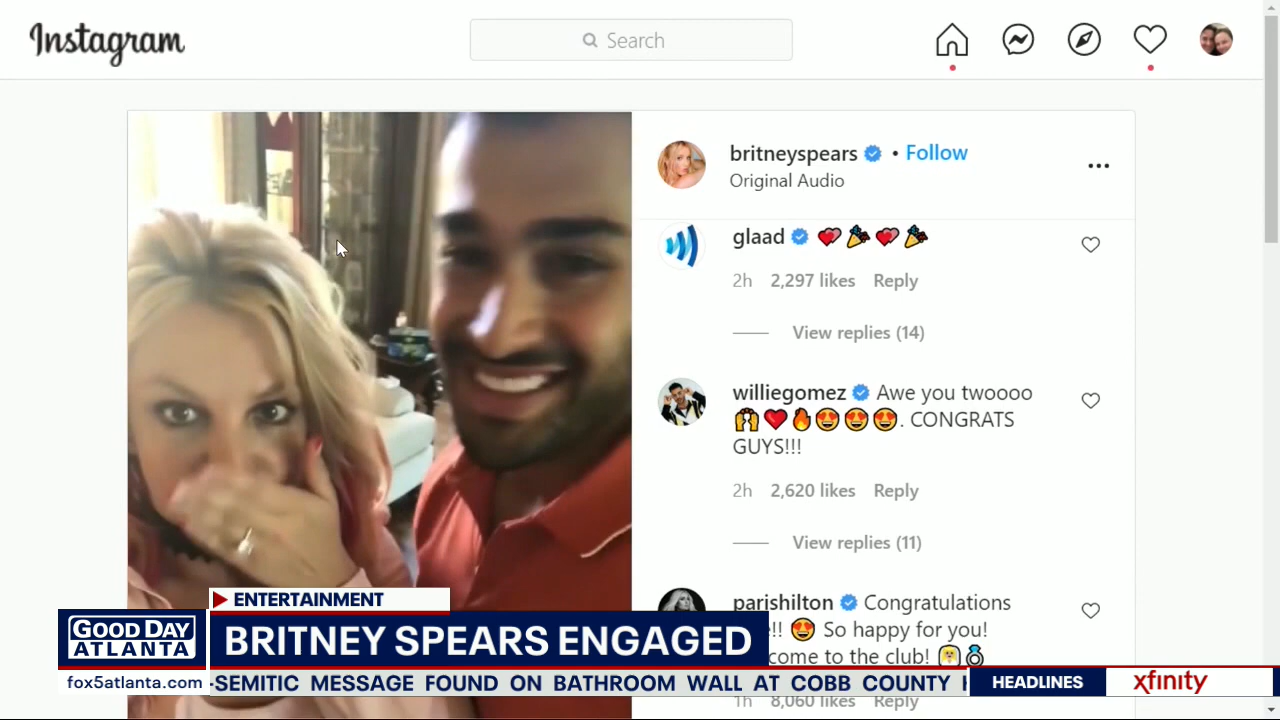 Instagram
Search
britneyspears • Follow
Original Audio
glaad
2h 2,297 likes Reply
View replies (14)
williegomez Awe you twoooo
. CONGRATS
GUYS!!!
2h 2,620 likes Reply
View replies (11)
parishilton Congratulations
!! So happy for you!
come to the club!
1h 8,060 likes Reply
ENTERTAINMENT
GOOD DAY
ATLANTA
BRITNEY SPEARS ENGAGED
fox5atlanta.com
-SEMITIC MESSAGE FOUND ON BATHROOM WALL AT COBB COUNTY
HEADLINES
xfinity